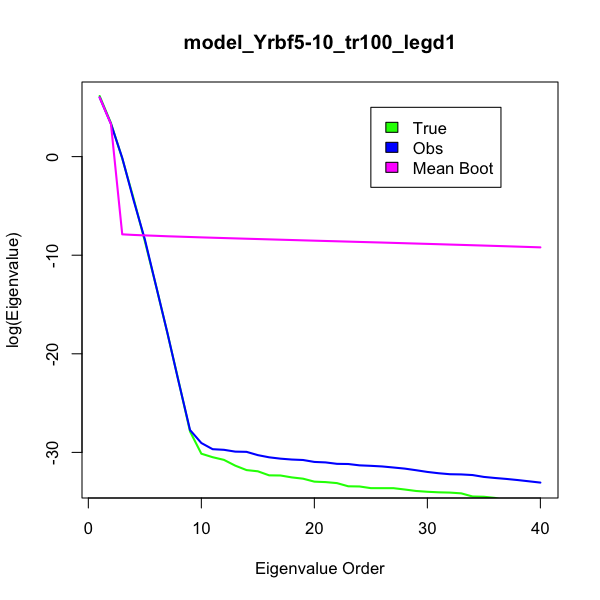 model_Yrbf5-10_tr100_legd1
True
Obs
Mean Boot
log(Eigenvalue)
0
-10
-20
-30
0 10 20 30 40
Eigenvalue Order